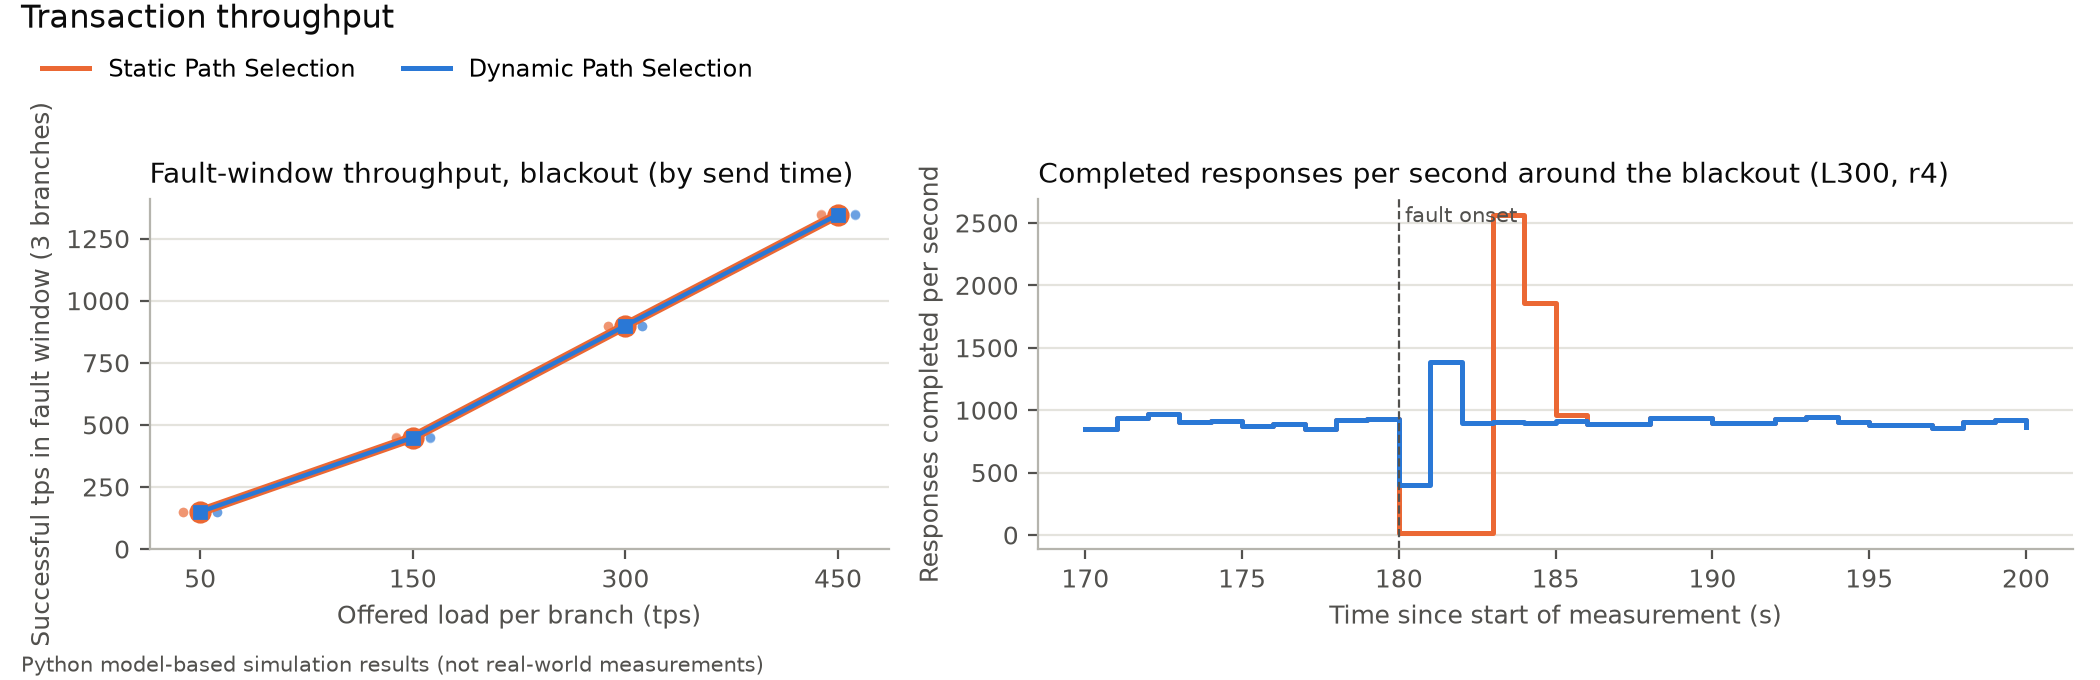 Transaction throughput
Static Path Selection
Dynamic Path Selection
Fault-window throughput, blackout (by send time)
Successful tps in fault window (3 branches)
1250
1000
750
500
250
0
50
150
300
450
Offered load per branch (tps)
Completed responses per second around the blackout (L300, r4)
Responses completed per second
fault onset
2500
2000
1500
1000
500
0
170
175
180
185
190
195
200
Time since start of measurement (s)
Python model-based simulation results (not real-world measurements)